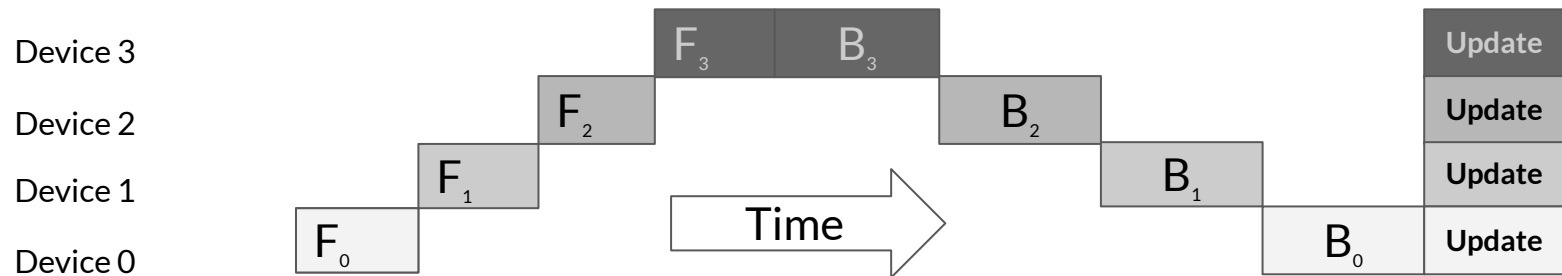 Device 3 F₃ B₃ Update
Device 2 F₂ B₂ Update
Device 1 F₁ B₁ Update
Time
Device 0 F₀ B₀ Update